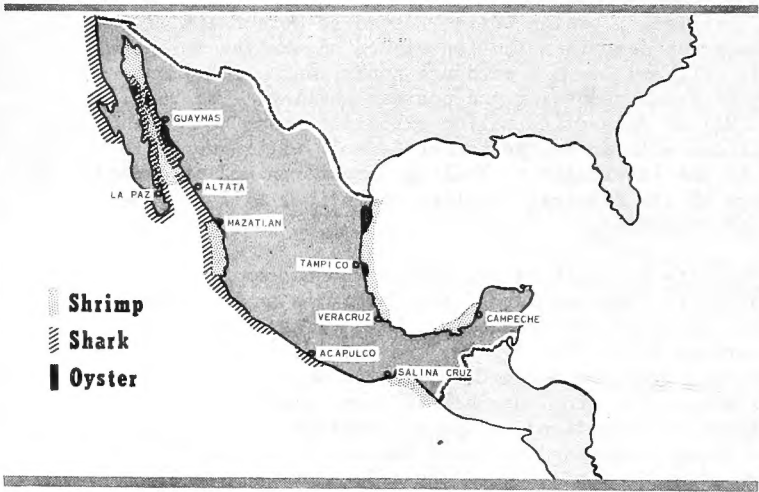 GUAYMAS
LA PAZ
ALTATA
MAZATLAN
TAMPICO
VERACRUZ
CAMPECHE
ACAPULCO
SALINA CRUZ
Shrimp
Shark
Oyster